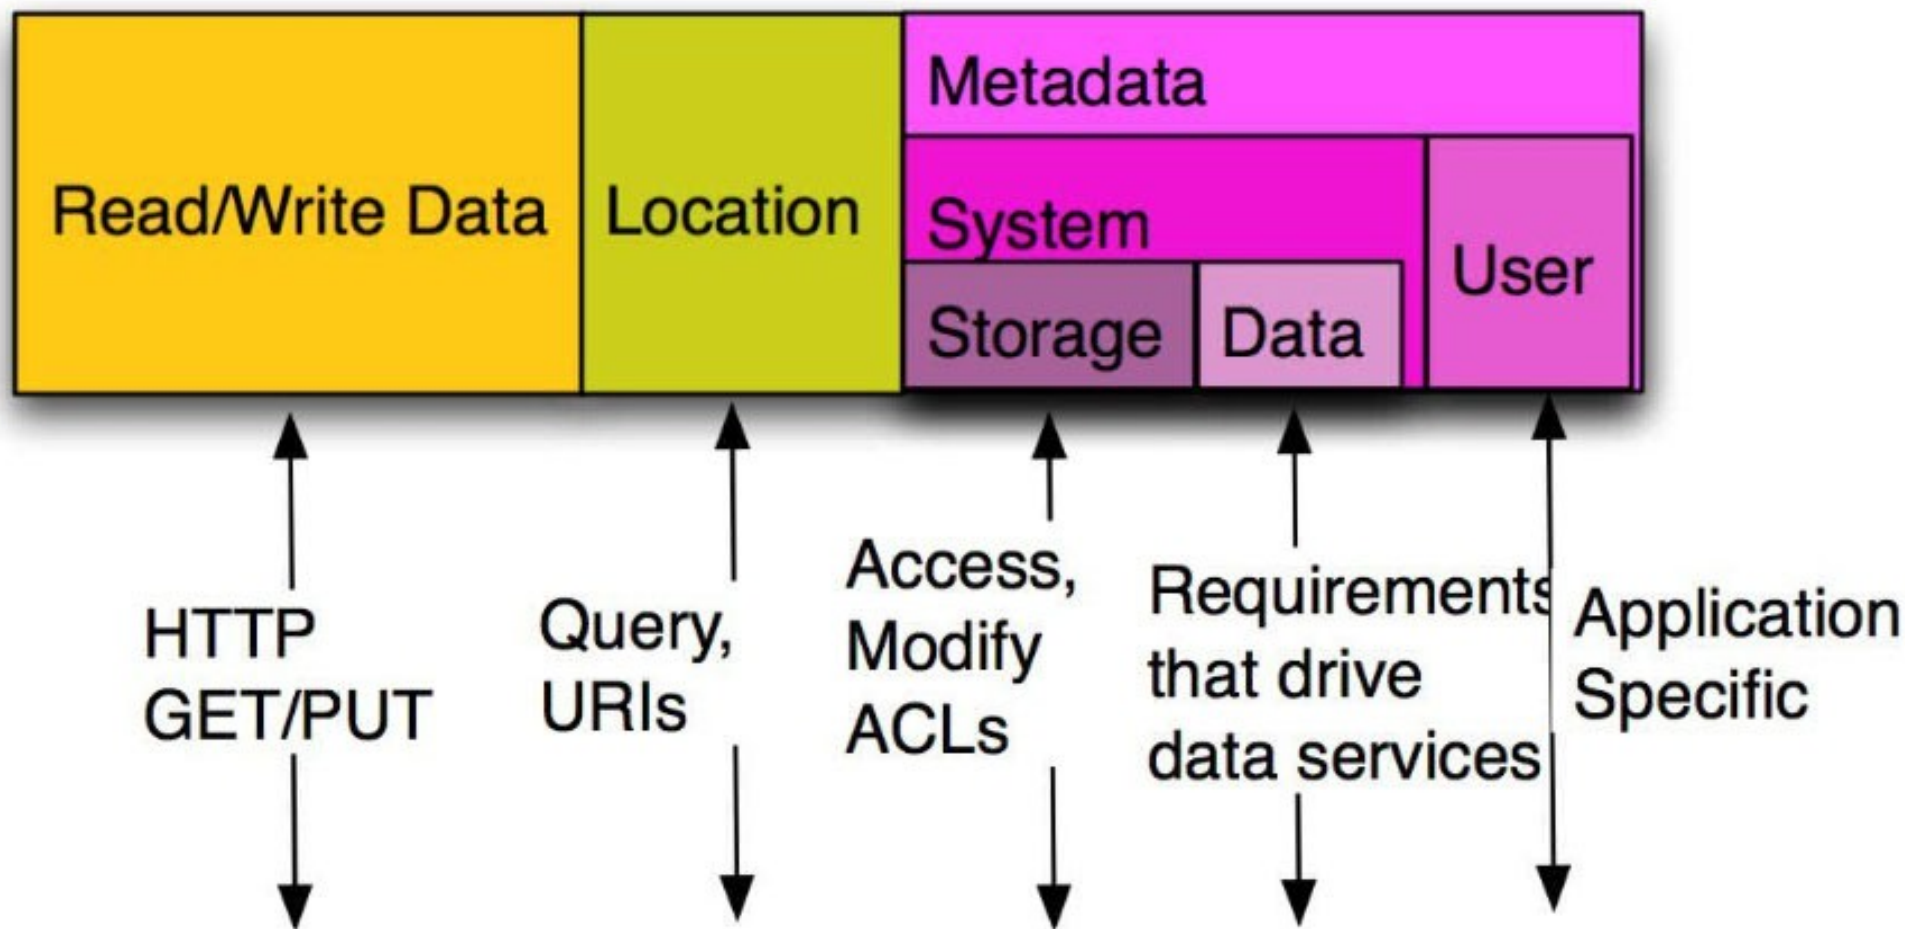 Read/Write Data
Location
Metadata
System
Storage
Data
User
HTTP
GET/PUT
Query,
URIs
Access,
Modify
ACLs
Requirements
that drive
data services
Application
Specific